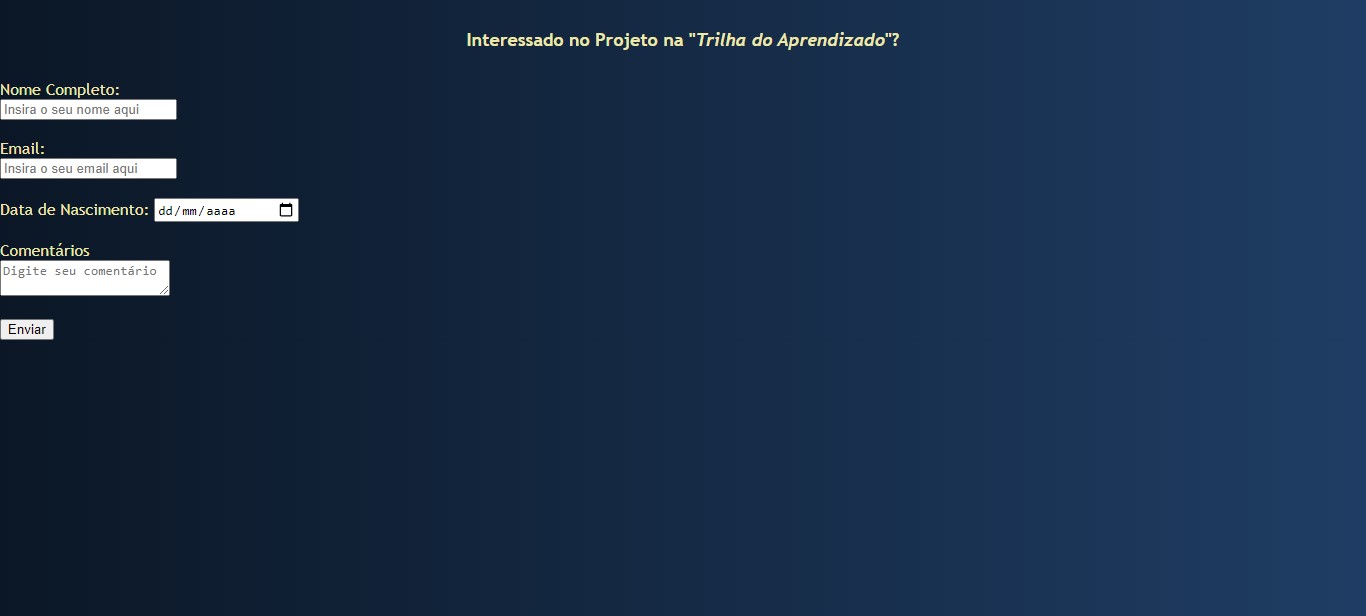 Interessado no Projeto na "Trilha do Aprendizado"?
Nome Completo:
Insira o seu nome aqui
Email:
Insira o seu email aqui
Data de Nascimento: dd/mm/aaaa
Comentários
Digite seu comentário
Enviar